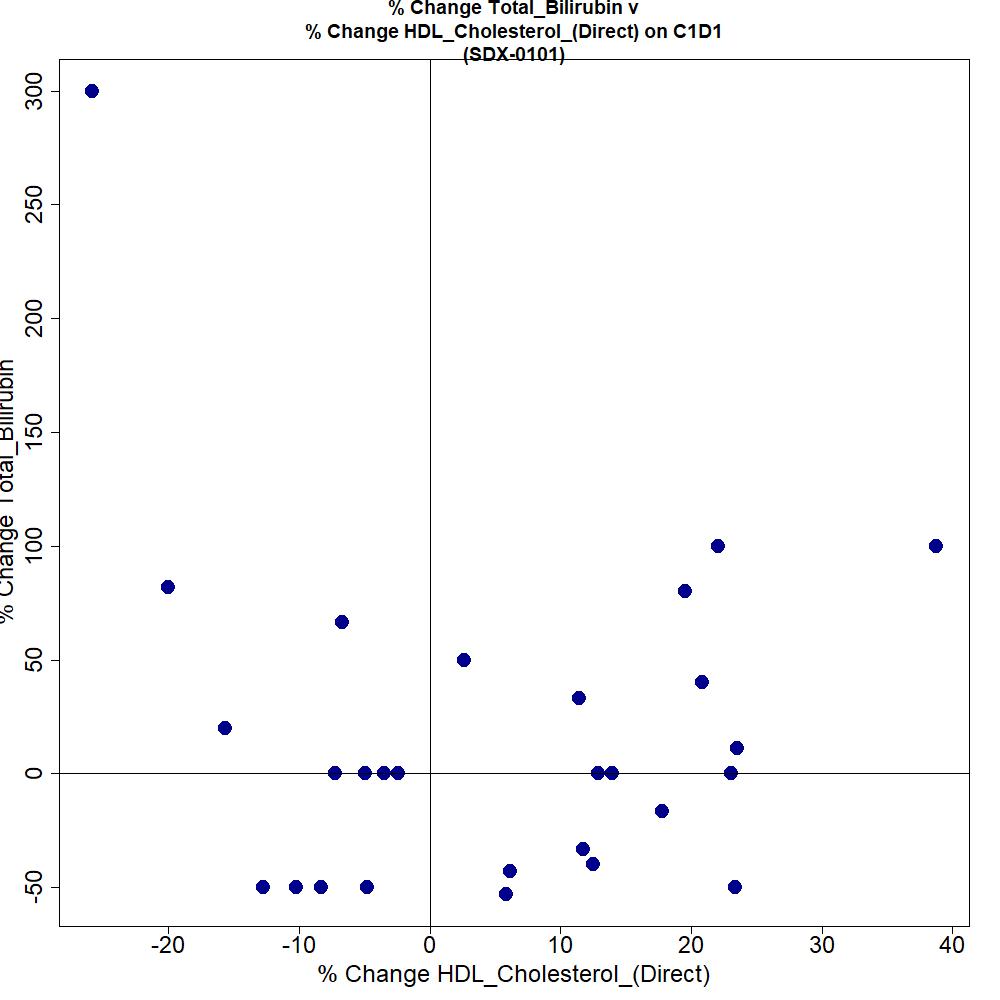 % Change Total_Bilirubin v
% Change HDL_Cholesterol_(Direct) on C1D1
(SDX-0101)
% Change Total_Bilirubin
300
250
200
150
100
50
0
-50
-20 -10 0 10 20 30 40
% Change HDL_Cholesterol_(Direct)